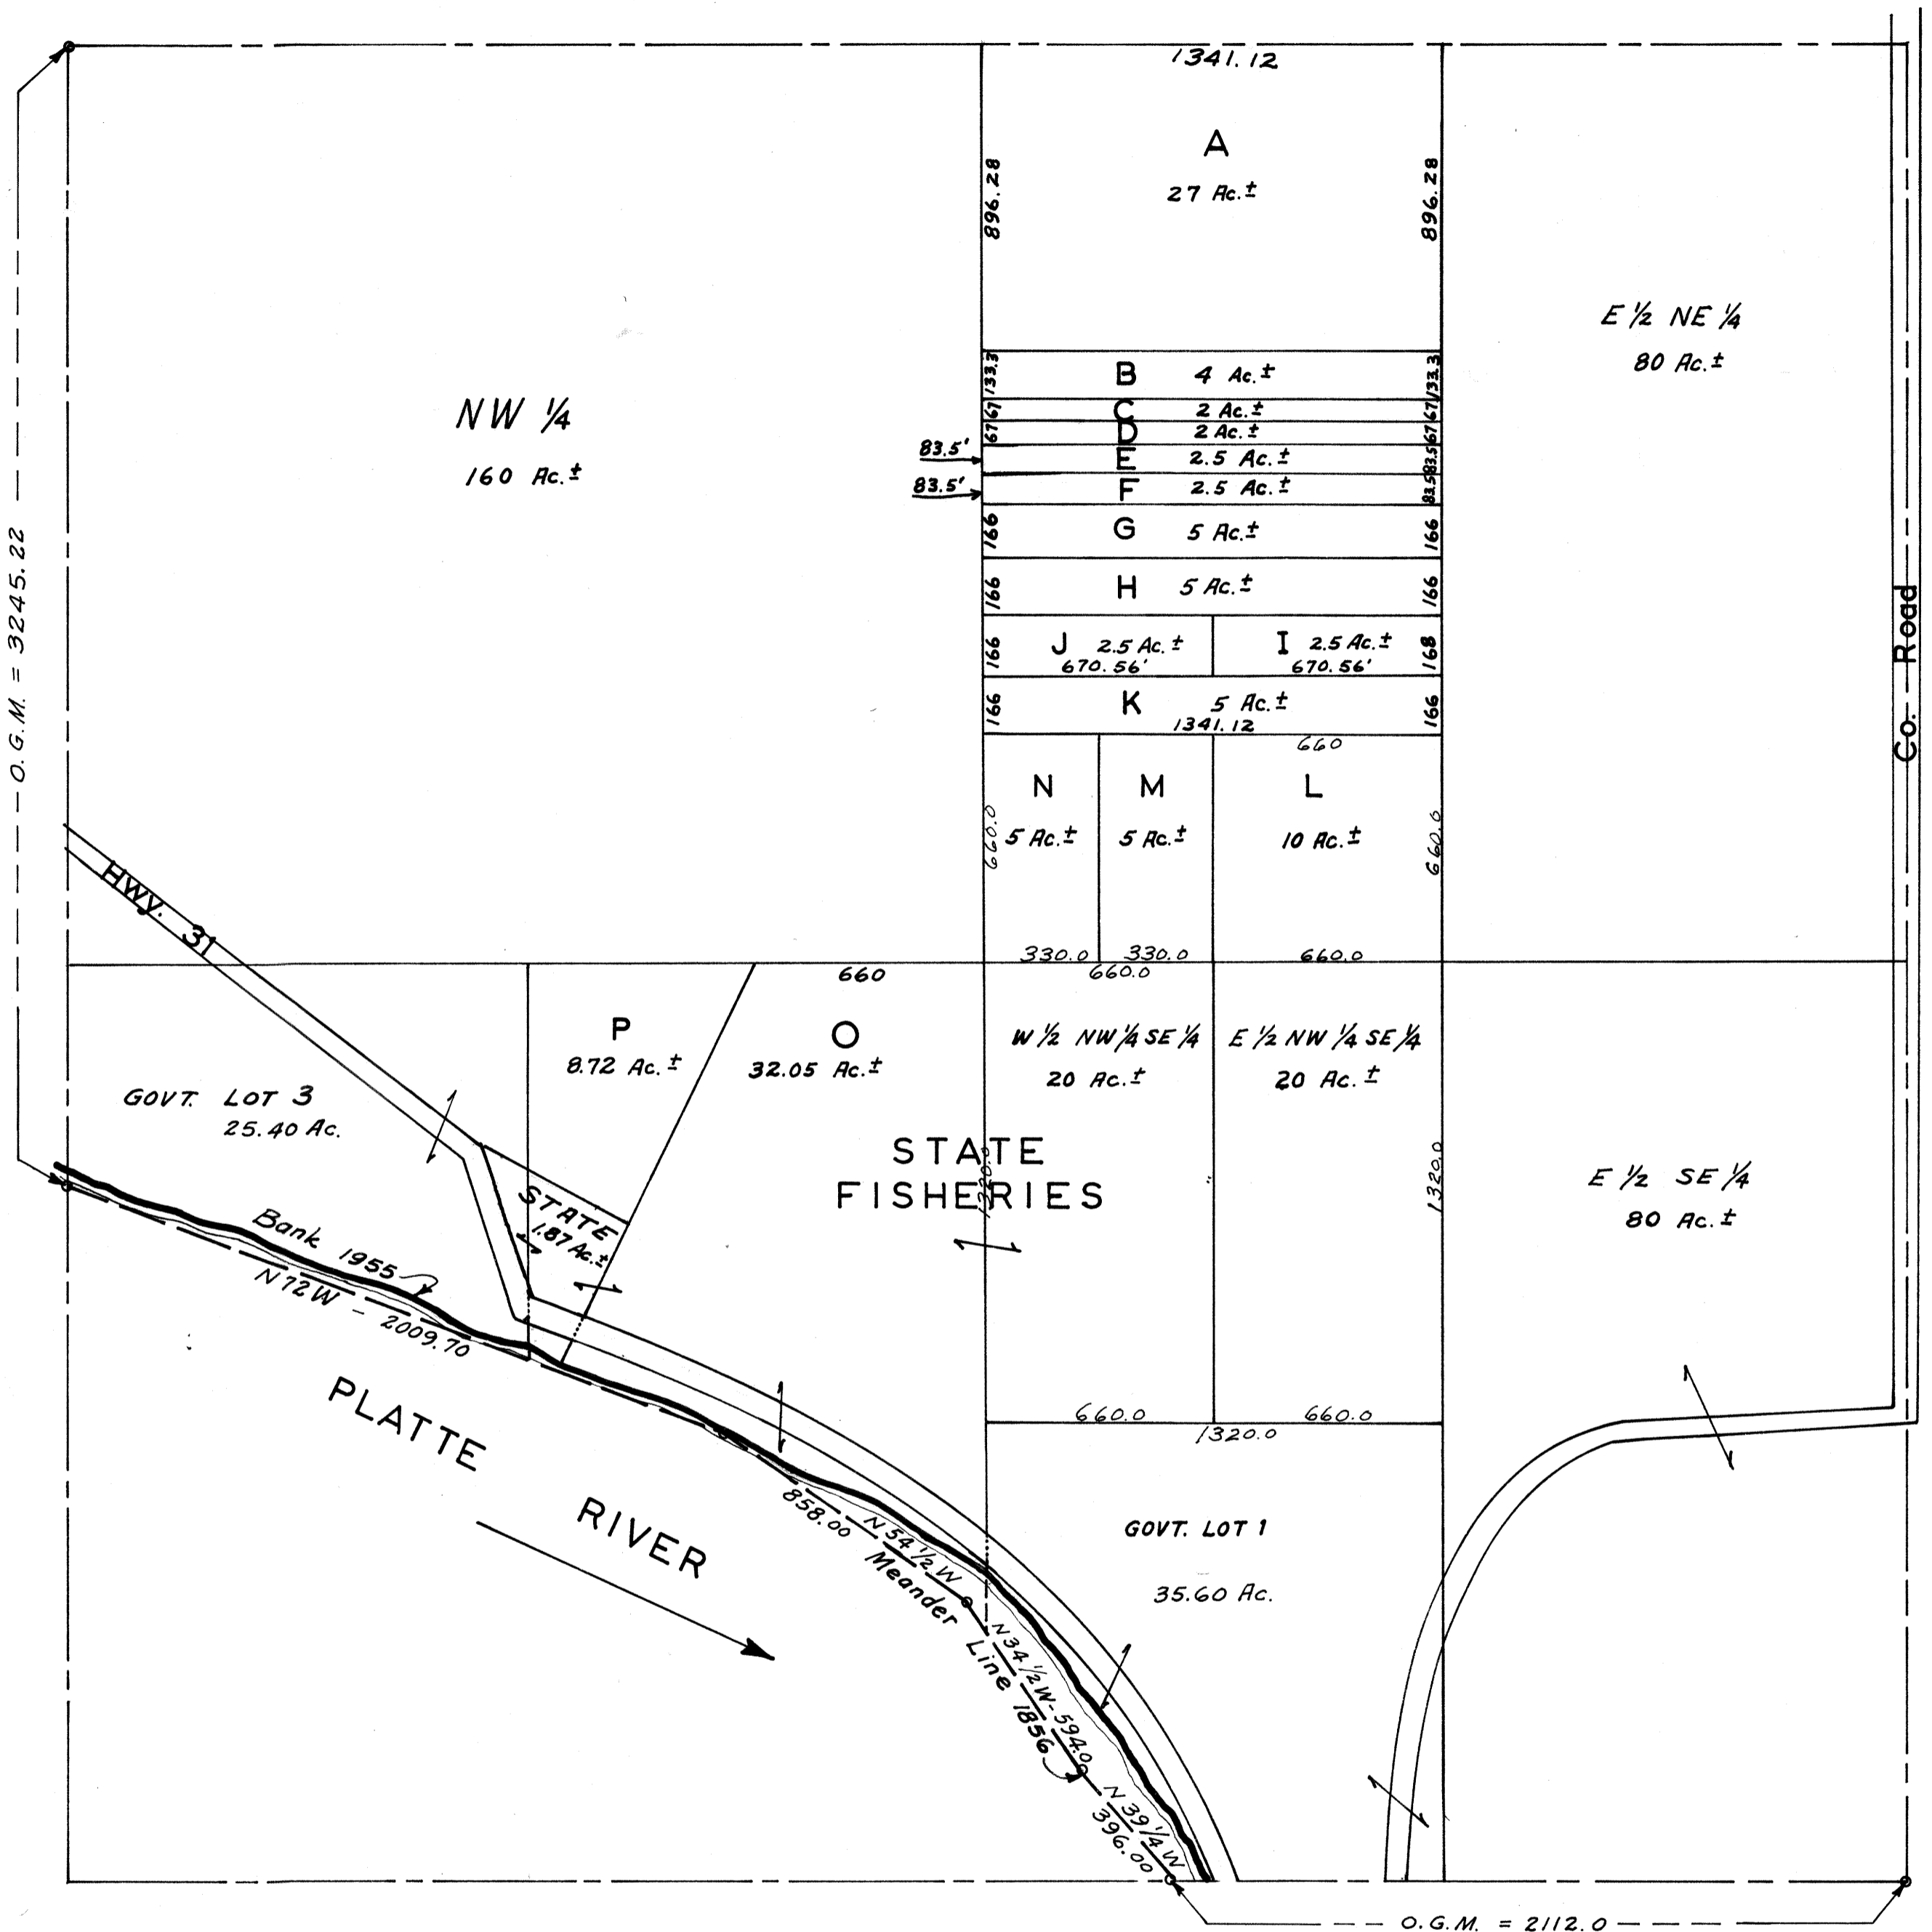 1341.12
A
27 Ac.±
896.28
896.28
E ½ NE ¼
80 Ac.±
NW ¼
160 Ac.±
O.G.M. = 3245.22
133.3
B 4 Ac.±
133.3
67
C 2 Ac.±
67
67
D 2 Ac.±
67
83.5'
E 2.5 Ac.±
83.5
83.5'
F 2.5 Ac.±
83.5
166
G 5 Ac.±
166
166
H 5 Ac.±
166
166
J 2.5 Ac.±
670.56'
I 2.5 Ac.±
670.56'
168
166
K 5 Ac.±
1341.12
166
Co. Road
660
N
5 Ac.±
M
5 Ac.±
L
10 Ac.±
660.0
660.0
330.0
330.0
660.0
660.0
Hwy. 31
660
P
8.72 Ac.±
O
32.05 Ac.±
W ½ NW ¼ SE ¼
20 Ac.±
E ½ NW ¼ SE ¼
20 Ac.±
GOVT. LOT 3
25.40 Ac.
STATE
FISHERIES
1320.0
1320.0
E ½ SE ¼
80 Ac.±
STATE
1.87 Ac.±
Bank 1955
N72W - 2009.70
PLATTE
RIVER
660.0
660.0
1320.0
GOVT. LOT 1
35.60 Ac.
N 54 ½ W
858.00
Meander Line 1856
N34 ½ W - 594.0
N 39 ¼ W
396.00
O.G.M. = 2112.0